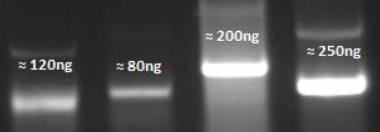 ≈ 120ng
≈ 80ng
≈ 200ng
≈ 250ng